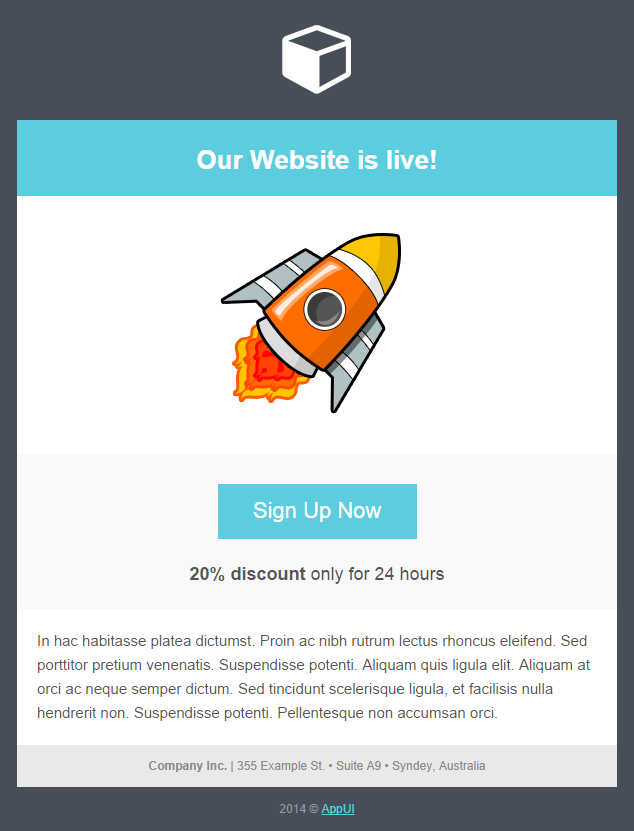 Our Website is live!
Sign Up Now
20% discount only for 24 hours
In hac habitasse platea dictumst. Proin ac nibh rutrum lectus rhoncus eleifend. Sed
porttitor pretium venenatis. Suspendisse potenti. Aliquam quis ligula elit. Aliquam at
orci ac neque semper dictum. Sed tincidunt scelerisque ligula, et facilisis nulla
hendrerit non. Suspendisse potenti. Pellentesque non accumsan orci.
Company Inc. | 355 Example St. • Suite A9 • Syndey, Australia
2014 © AppUI